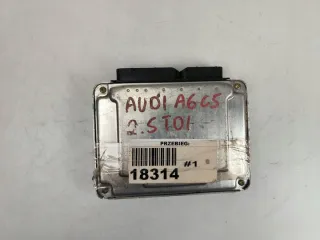 AUDI A6C5
2.5TDI
PRZEBIEG:
18314
#1